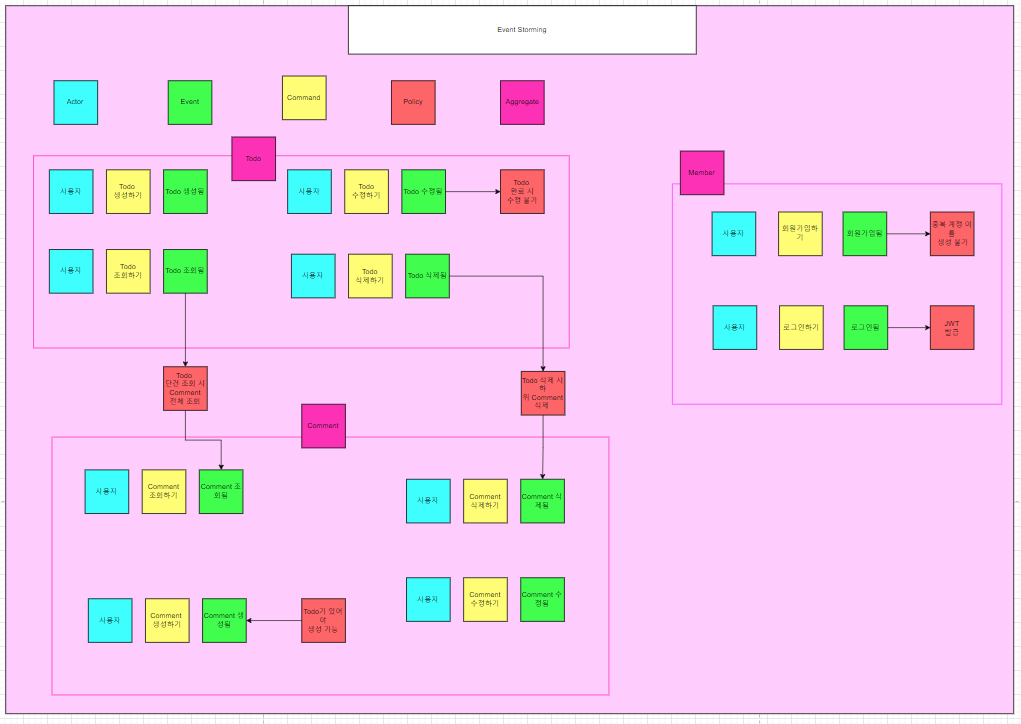 Event Storming
Actor
Event
Command
Policy
Aggregate
Todo
사용자
Todo
생성하기
Todo 생성됨
사용자
Todo
수정하기
Todo 수정됨
Todo
완료 시
수정 불가
사용자
Todo
조회하기
Todo 조회됨
사용자
Todo
삭제하기
Todo 삭제됨
Member
사용자
회원가입하
기
회원가입됨
중복 계정 이
름
생성 불가
사용자
로그인하기
로그인됨
JWT
발급
Todo
단건 조회 시
Comment
전체 조회
Todo 삭제 시
하
위 Comment
삭제
Comment
사용자
Comment
조회하기
Comment 조
회됨
사용자
Comment
삭제하기
Comment 삭
제됨
사용자
Comment
생성하기
Comment 생
성됨
Todo가 있어
야
생성 가능
사용자
Comment
수정하기
Comment 수
정됨